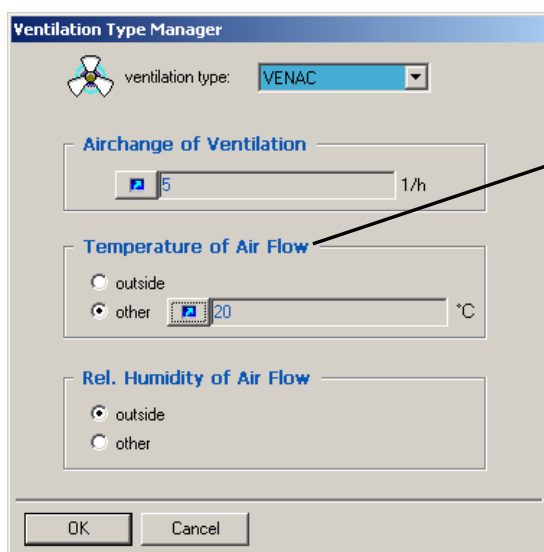 Ventilation Type Manager
ventilation type: VENAC
Airchange of Ventilation
5 1/h
Temperature of Air Flow
outside
other 20 °C
Rel. Humidity of Air Flow
outside
other
OK Cancel